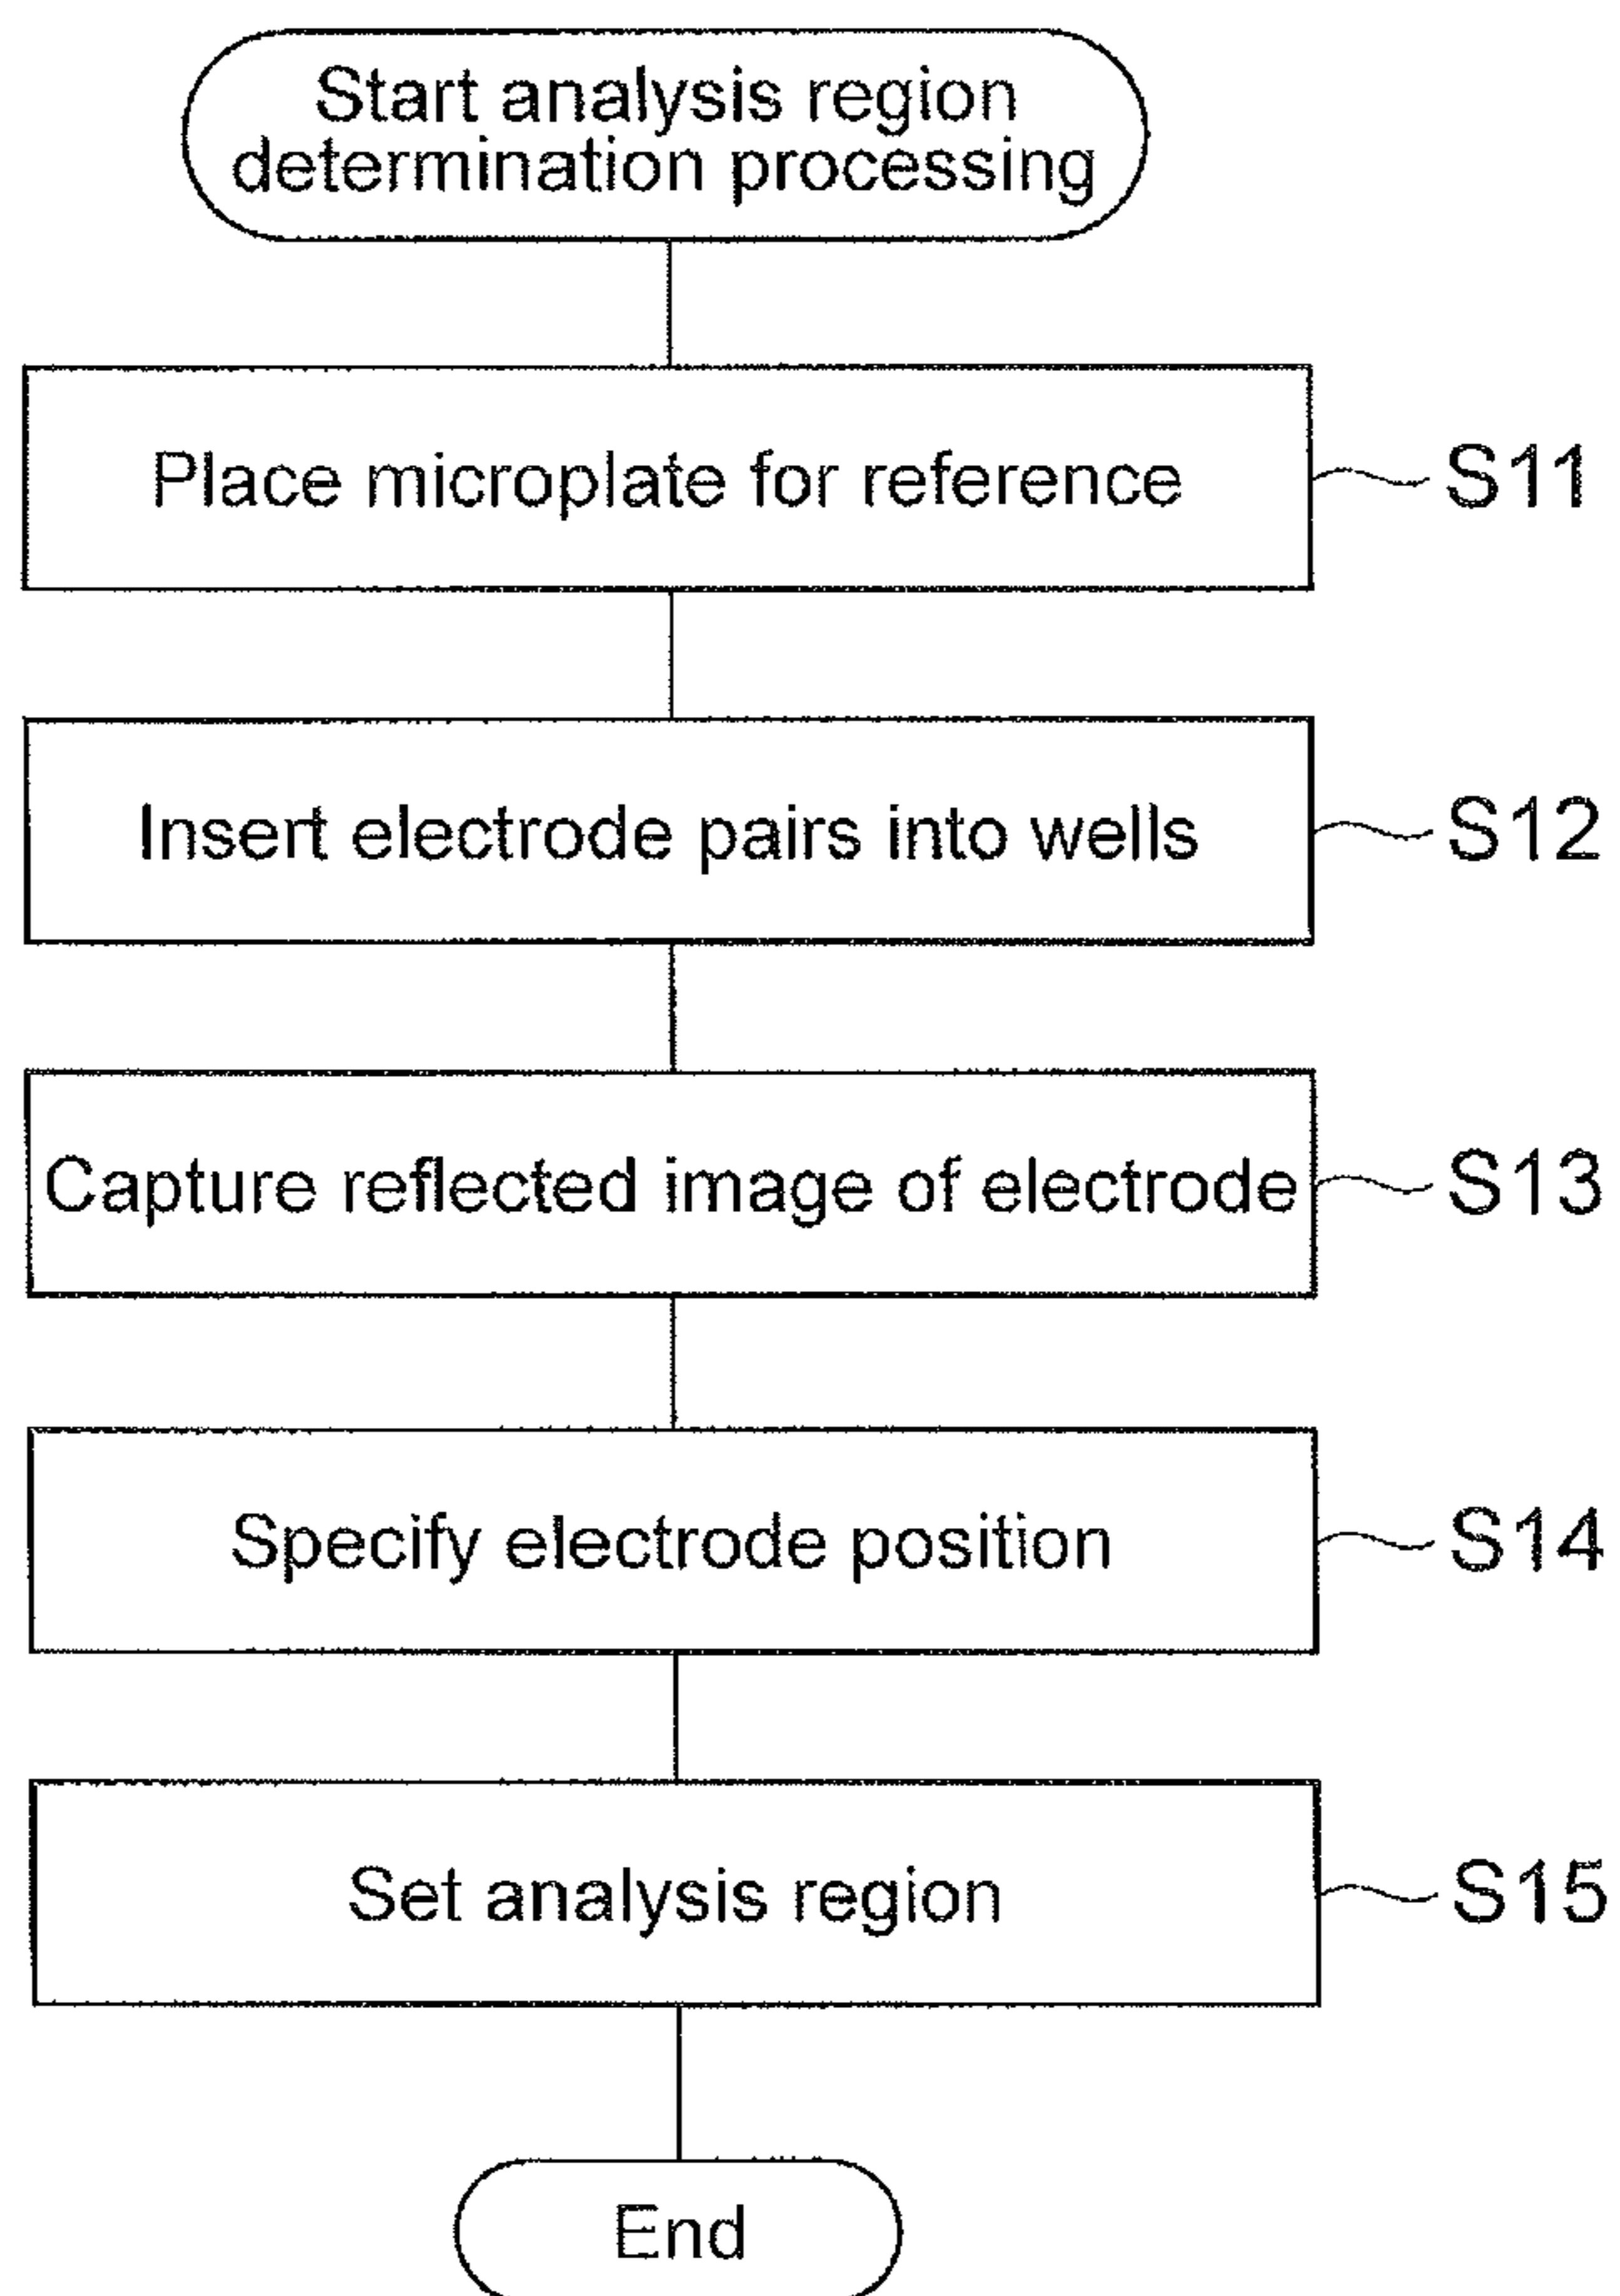 Start analysis region
determination processing
Place microplate for reference
S11
Insert electrode pairs into wells
S12
Capture reflected image of electrode
S13
Specify electrode position
S14
Set analysis region
S15
End